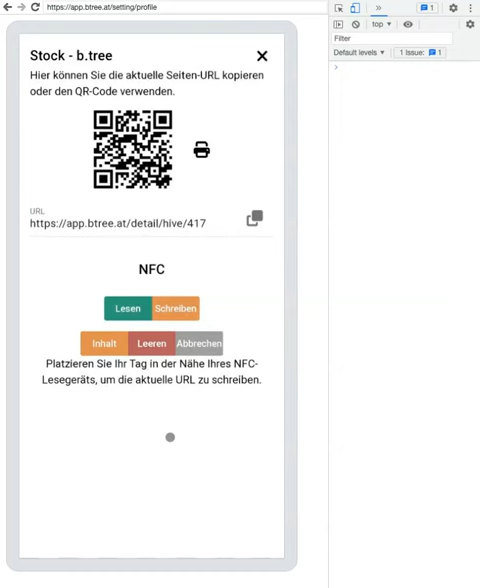 https://app.btree.at/setting/profile
1
top
Filter
Default levels
1 Issue: 1
Stock - b.tree
Hier können Sie die aktuelle Seiten-URL kopieren
oder den QR-Code verwenden.
URL
https://app.btree.at/detail/hive/417
NFC
Lesen Schreiben
Inhalt Leeren Abbrechen
Platzieren Sie Ihr Tag in der Nähe Ihres NFC-
Lesegeräts, um die aktuelle URL zu schreiben.